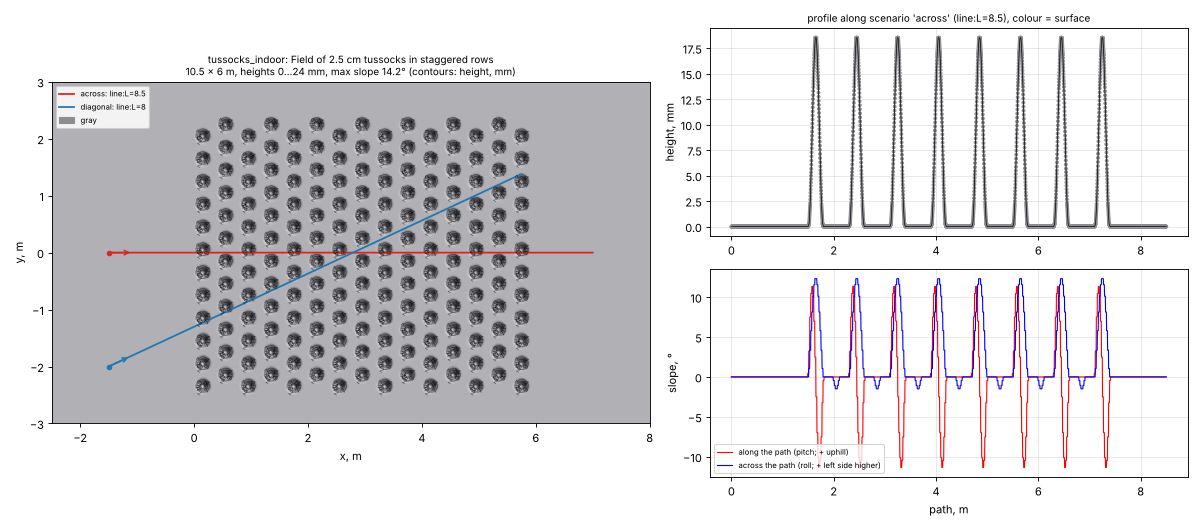 tussocks_indoor: Field of 2.5 cm tussocks in staggered rows
10.5 × 6 m, heights 0...24 mm, max slope 14.2° (contours: height, mm)
across: line:L=8.5
diagonal: line:L=8
gray
3
2
1
0
−1
−2
−3
y, m
−2
0
2
4
6
8
x, m
profile along scenario 'across' (line:L=8.5), colour = surface
17.5
15.0
12.5
10.0
7.5
5.0
2.5
0.0
height, mm
0
2
4
6
8
10
5
0
−5
−10
slope, °
along the path (pitch; + uphill)
across the path (roll; + left side higher)
0
2
4
6
8
path, m